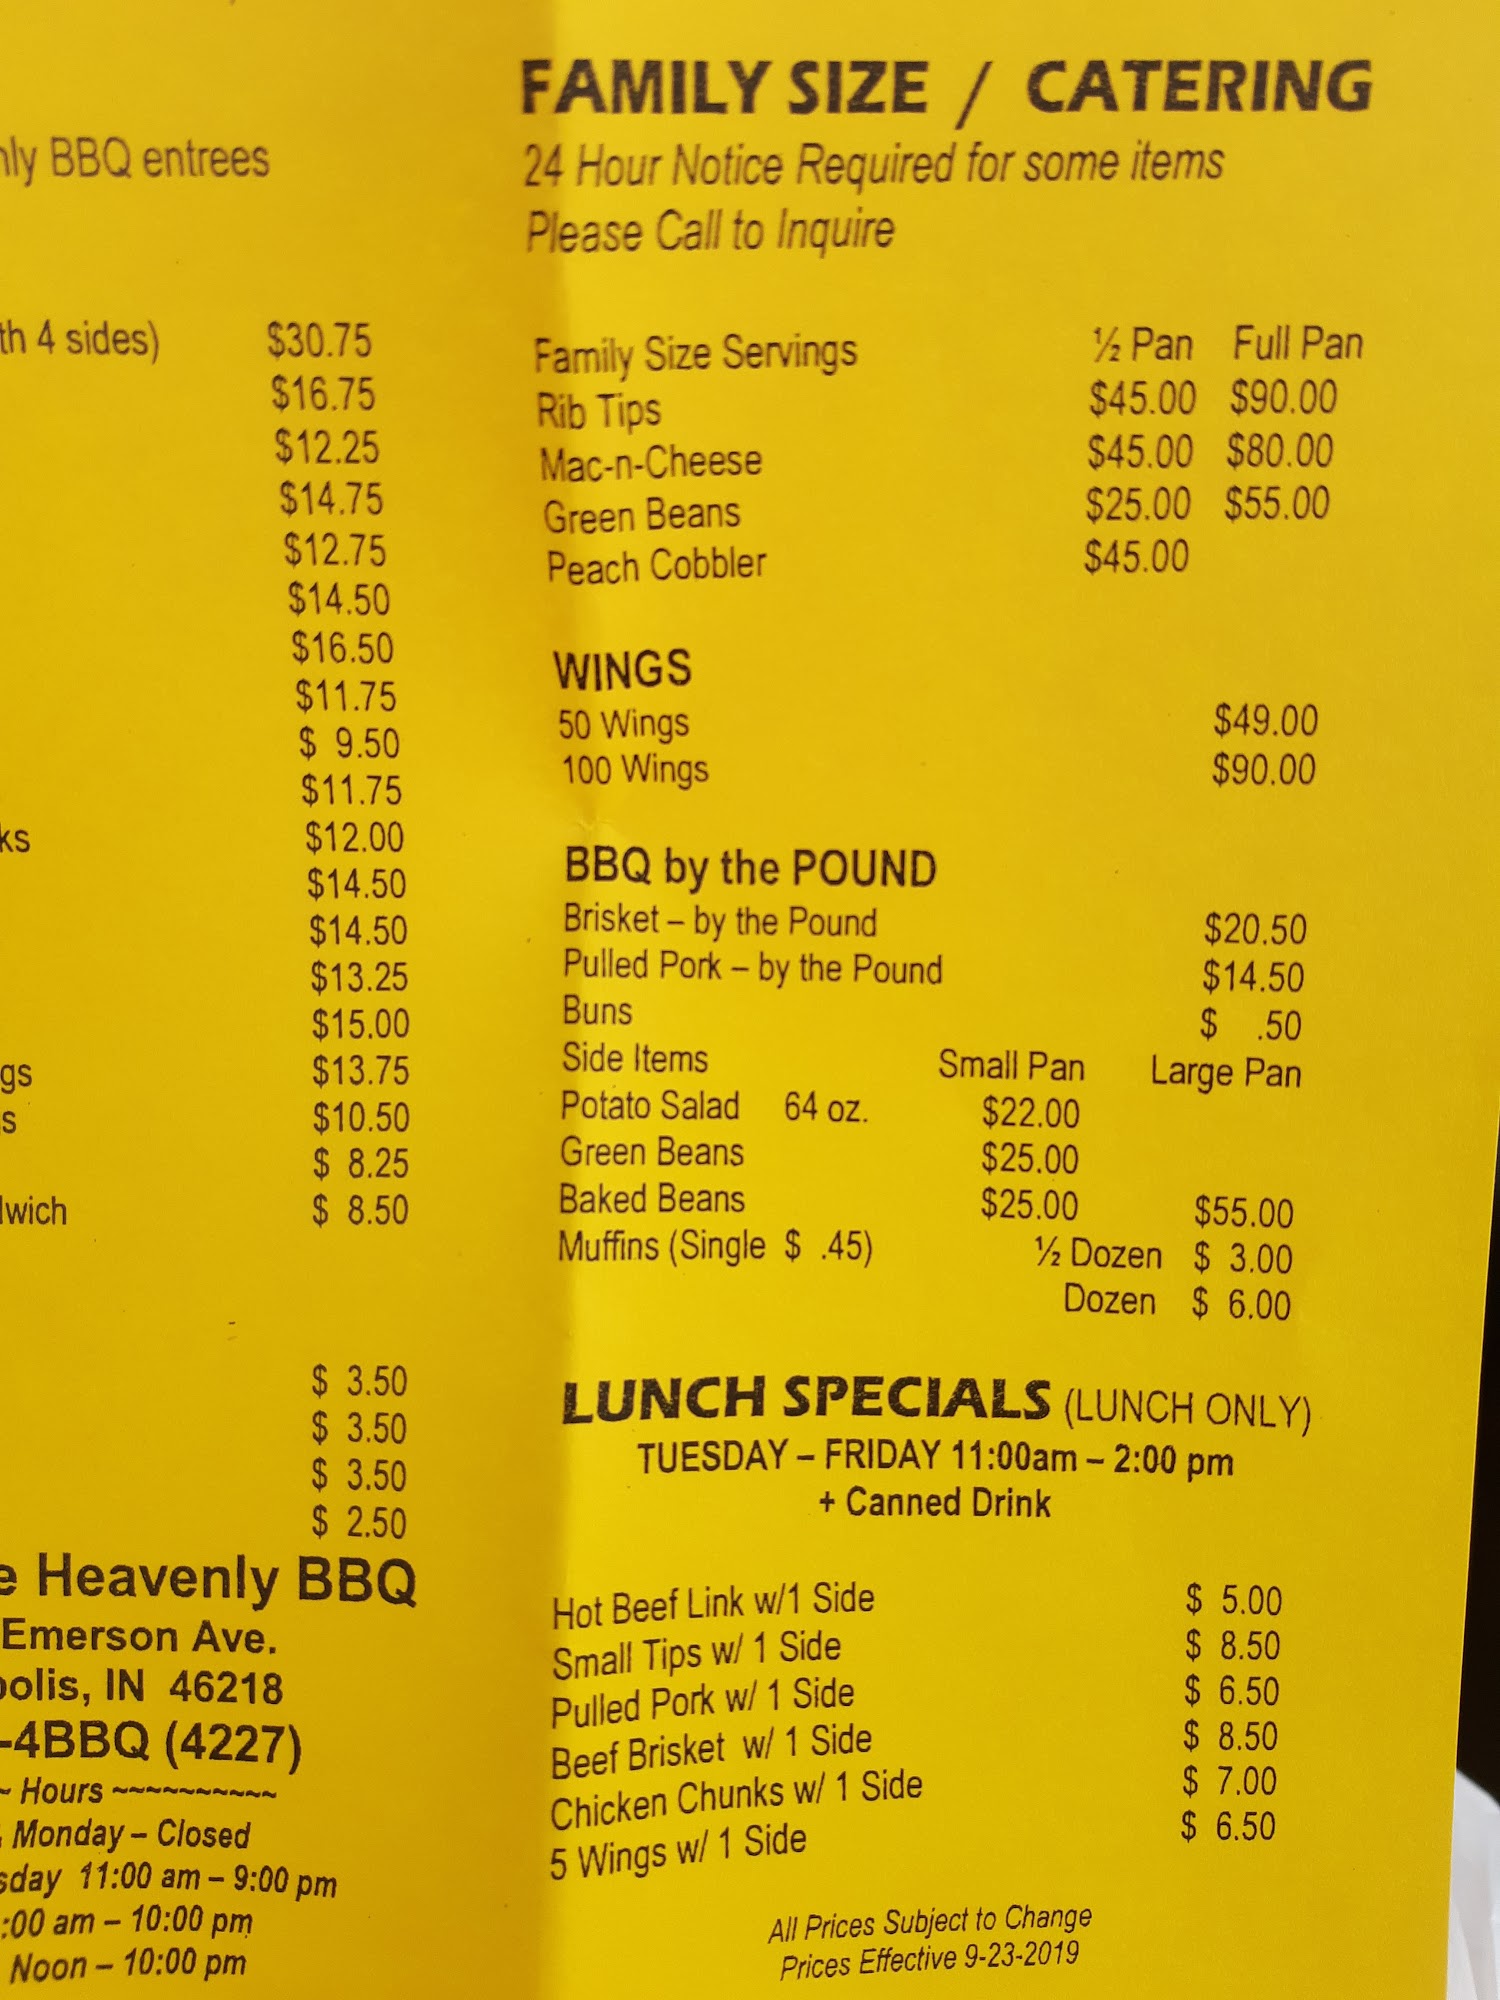 BBQ entrees
4 sides) $30.75
$16.75
$12.25
$14.75
$12.75
$14.50
$16.50
$11.75
$ 9.50
$11.75
$12.00
$14.50
$14.50
$13.25
$15.00
$13.75
$10.50
$ 8.25
$ 8.50
$ 3.50
$ 3.50
$ 3.50
$ 2.50
Heavenly BBQ
Emerson Ave.
IN 46218
-4BBQ (4227)
~ Hours ~~~~~~~~~~
Monday – Closed
11:00 am – 9:00 pm
:00 am – 10:00 pm
Noon – 10:00 pm
FAMILY SIZE / CATERING
24 Hour Notice Required for some items
Please Call to Inquire
Family Size Servings ½ Pan Full Pan
Rib Tips $45.00 $90.00
Mac-n-Cheese $45.00 $80.00
Green Beans $25.00 $55.00
Peach Cobbler $45.00
WINGS
50 Wings $49.00
100 Wings $90.00
BBQ by the POUND
Brisket – by the Pound $20.50
Pulled Pork – by the Pound $14.50
Buns $ .50
Side Items Small Pan Large Pan
Potato Salad 64 oz. $22.00
Green Beans $25.00
Baked Beans $25.00 $55.00
Muffins (Single $ .45) ½ Dozen $ 3.00
Dozen $ 6.00
LUNCH SPECIALS (LUNCH ONLY)
TUESDAY – FRIDAY 11:00am – 2:00 pm
+ Canned Drink
Hot Beef Link w/1 Side $ 5.00
Small Tips w/ 1 Side $ 8.50
Pulled Pork w/ 1 Side $ 6.50
Beef Brisket w/ 1 Side $ 8.50
Chicken Chunks w/ 1 Side $ 7.00
5 Wings w/ 1 Side $ 6.50
All Prices Subject to Change
Prices Effective 9-23-2019